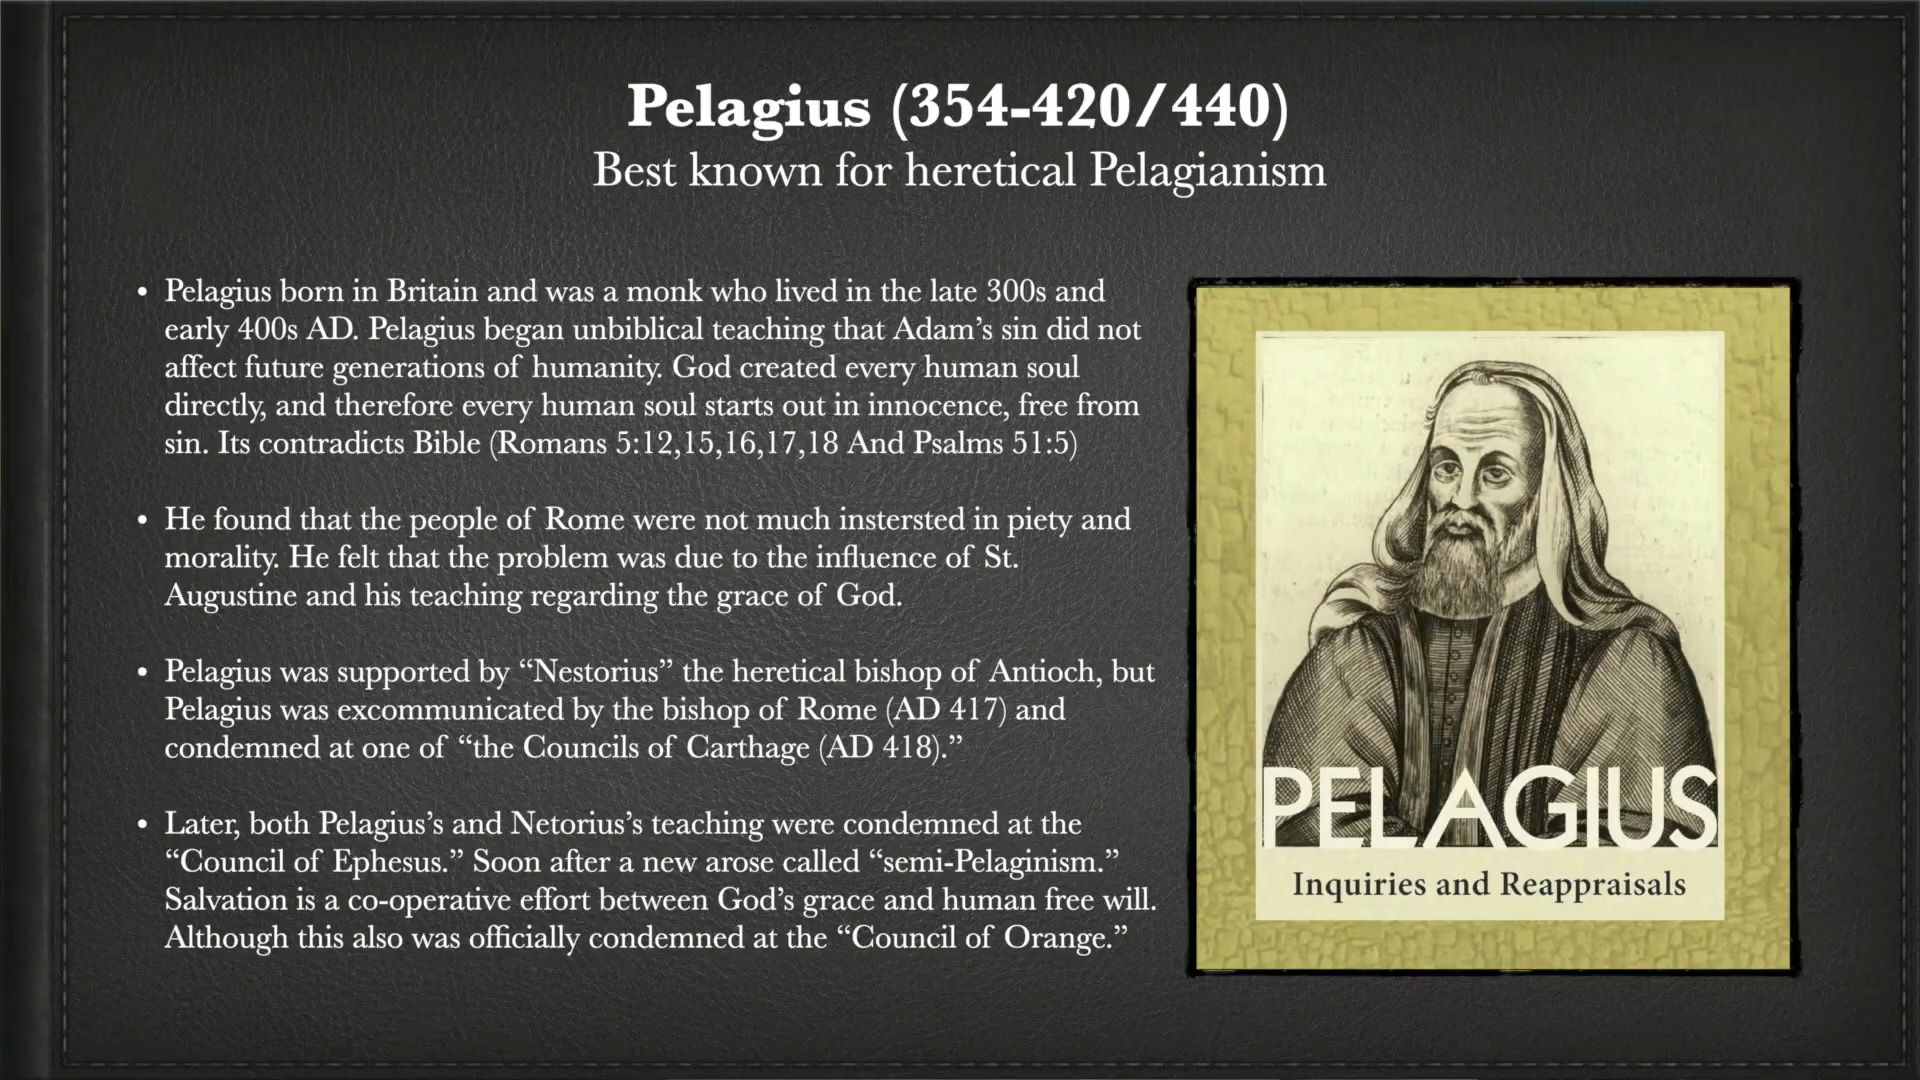 Pelagius (354-420/440)
Best known for heretical Pelagianism
• Pelagius born in Britain and was a monk who lived in the late 300s and
early 400s AD. Pelagius began unbiblical teaching that Adam’s sin did not
affect future generations of humanity. God created every human soul
directly, and therefore every human soul starts out in innocence, free from
sin. Its contradicts Bible (Romans 5:12,15,16,17,18 And Psalms 51:5)
• He found that the people of Rome were not much instersted in piety and
morality. He felt that the problem was due to the influence of St.
Augustine and his teaching regarding the grace of God.
• Pelagius was supported by “Nestorius” the heretical bishop of Antioch, but
Pelagius was excommunicated by the bishop of Rome (AD 417) and
condemned at one of “the Councils of Carthage (AD 418).”
• Later, both Pelagius’s and Netorius’s teaching were condemned at the
“Council of Ephesus.” Soon after a new arose called “semi-Pelaginism.”
Salvation is a co-operative effort between God’s grace and human free will.
Although this also was officially condemned at the “Council of Orange.”
PELAGIUS
Inquiries and Reappraisals